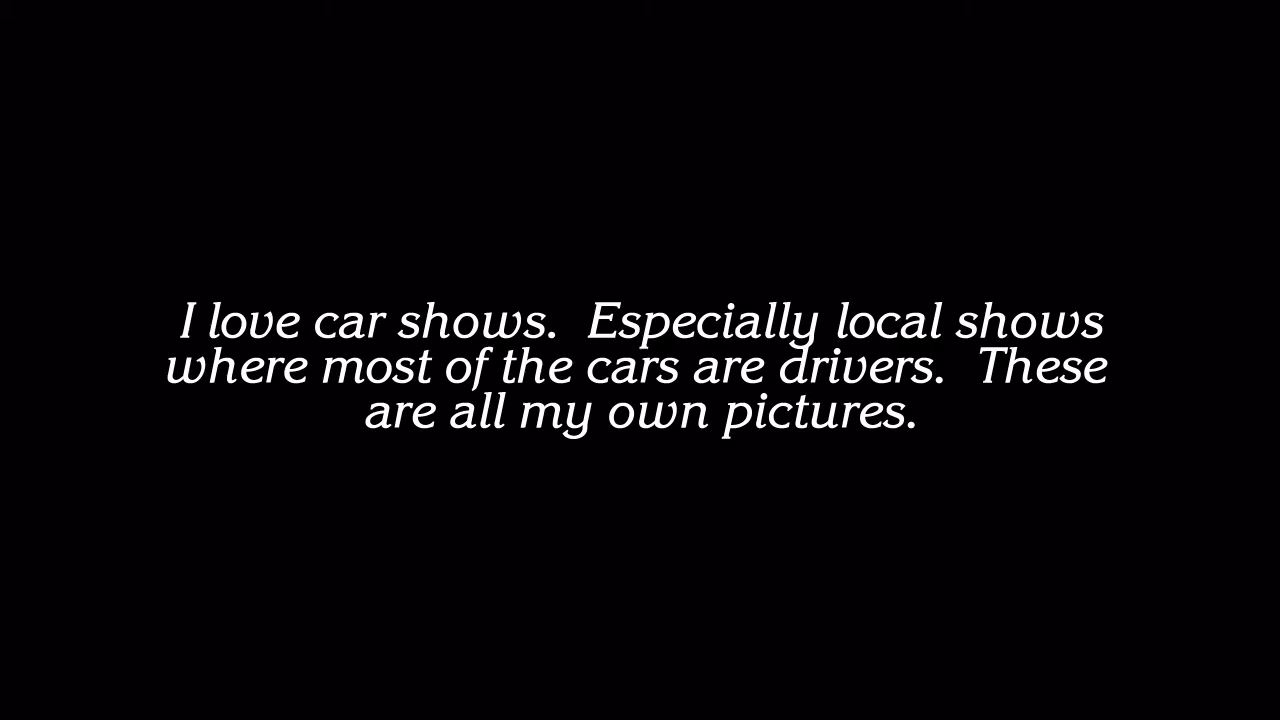 I love car shows.  Especially local shows
where most of the cars are drivers.  These
are all my own pictures.